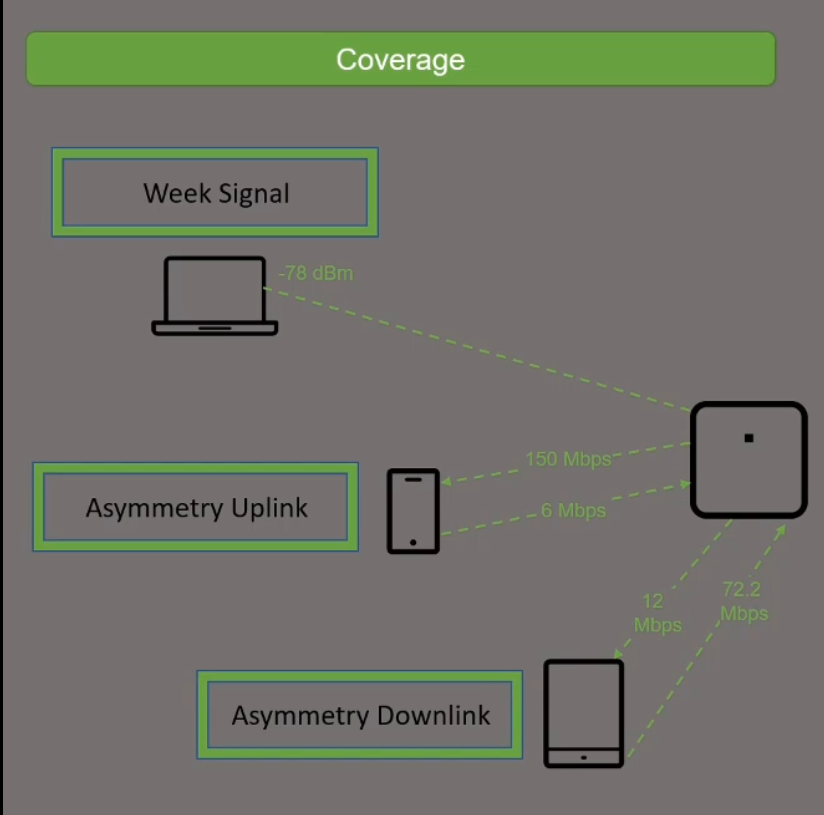 Coverage
Week Signal
-78 dBm
150 Mbps
Asymmetry Uplink
6 Mbps
12
Mbps
72.2
Mbps
Asymmetry Downlink